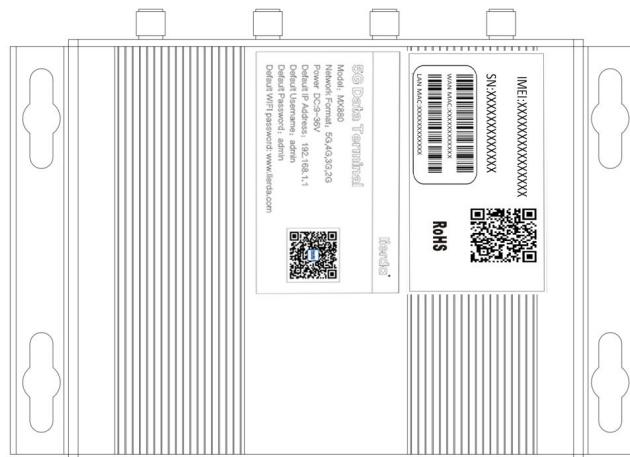 lierda
5G Data Terminal
Model: MX880
Network Format: 5G,4G,3G,2G
Power DC:9~36V
Default IP Address: 192.168.1.1
Default Username: admin
Default Password: admin
Default WIFI password: www.lierda.com
IMEI:XXXXXXXXXXXXXXX
SN:XXXXXXXXXXXXXX
WAN MAC:XXXXXXXXXXXX
LAN MAC:XXXXXXXXXXXX
RoHS